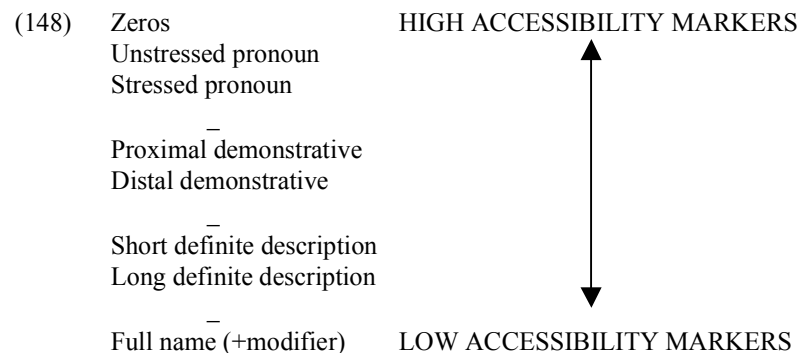 (148) Zeros HIGH ACCESSIBILITY MARKERS
Unstressed pronoun
Stressed pronoun
_
Proximal demonstrative
Distal demonstrative
_
Short definite description
Long definite description
_
Full name (+modifier) LOW ACCESSIBILITY MARKERS